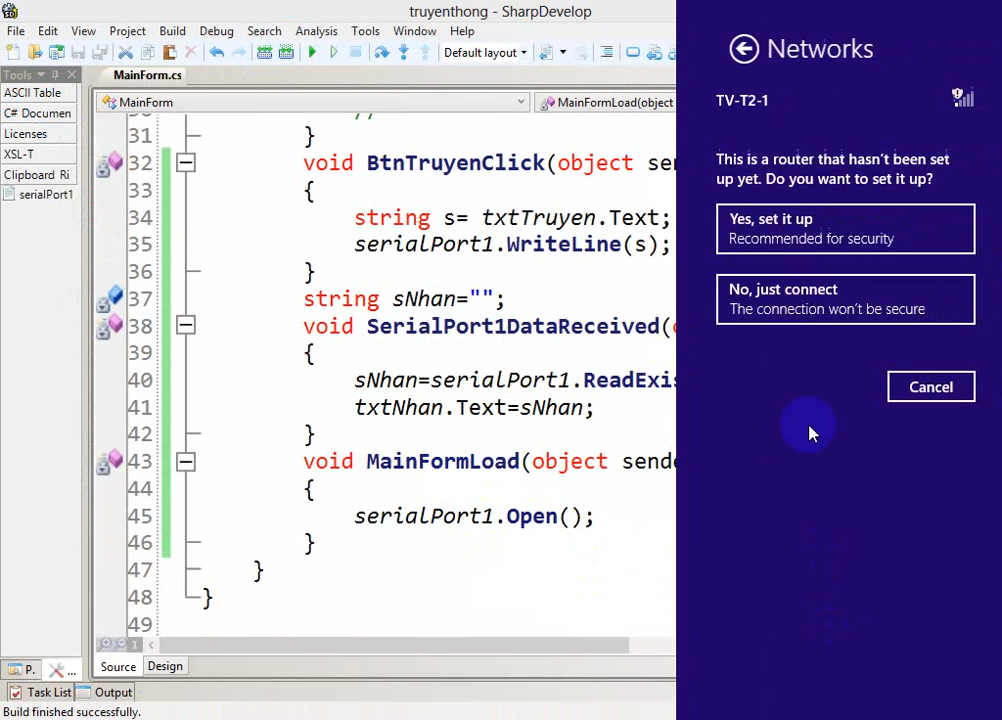 truyenthong - SharpDevelop
File Edit View Project Build Debug Search Analysis Tools Window Help
Default layout
Tools
MainForm.cs
ASCII Table
C# Documen
Licenses
XSL-T
Clipboard Ri
serialPort1
MainForm
MainFormLoad(object
//
31 }
32 void BtnTruyenClick(object sen
33 {
34 string s= txtTruyen.Text;
35 serialPort1.WriteLine(s);
36 }
37 string sNhan="";
38 void SerialPort1DataReceived(
39 {
40 sNhan=serialPort1.ReadExis
41 txtNhan.Text=sNhan;
42 }
43 void MainFormLoad(object sende
44 {
45 serialPort1.Open();
46 }
47 }
48 }
49
1
Source Design
P. ...
Task List Output
Build finished successfully.
Networks
TV-T2-1
This is a router that hasn't been set
up yet. Do you want to set it up?
Yes, set it up
Recommended for security
No, just connect
The connection won't be secure
Cancel